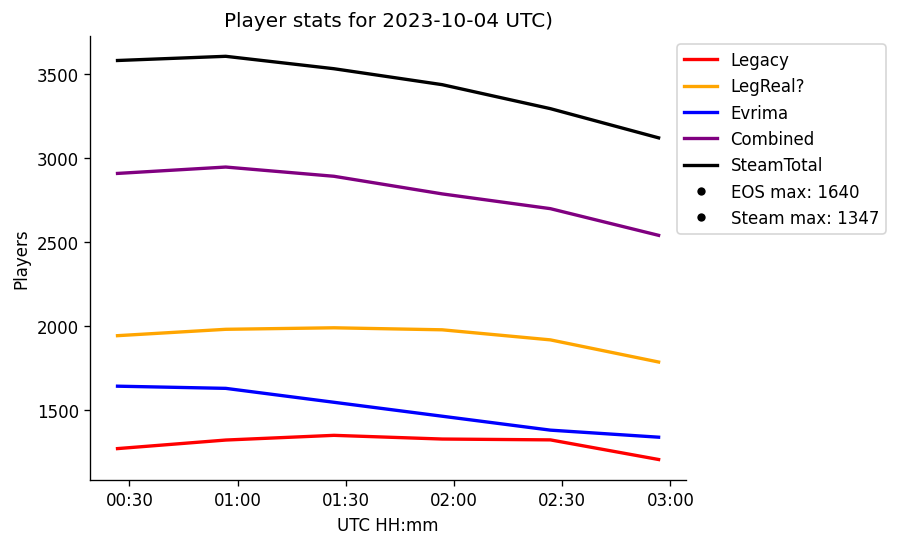 Player stats for 2023-10-04 UTC)
Legacy
LegReal?
Evrima
Combined
SteamTotal
EOS max: 1640
Steam max: 1347
Players
3500
3000
2500
2000
1500
00:30 01:00 01:30 02:00 02:30 03:00
UTC HH:mm